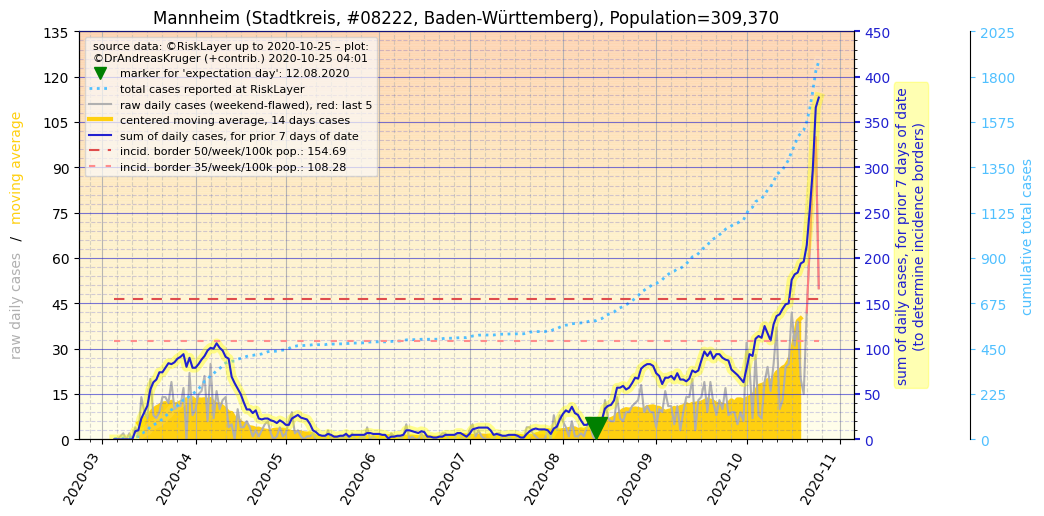 Mannheim (Stadtkreis, #08222, Baden-Württemberg), Population=309,370
source data: ©RiskLayer up to 2020-10-25 – plot:
©DrAndreasKruger (+contrib.) 2020-10-25 04:01
marker for 'expectation day': 12.08.2020
total cases reported at RiskLayer
raw daily cases (weekend-flawed), red: last 5
centered moving average, 14 days cases
sum of daily cases, for prior 7 days of date
incid. border 50/week/100k pop.: 154.69
incid. border 35/week/100k pop.: 108.28
raw daily cases / moving average
135
120
105
90
75
60
45
30
15
0
450
400
350
300
250
200
150
100
50
0
sum of daily cases, for prior 7 days of date
(to determine incidence borders)
2025
1800
1575
1350
1125
900
675
450
225
0
cumulative total cases
2020-03
2020-04
2020-05
2020-06
2020-07
2020-08
2020-09
2020-10
2020-11